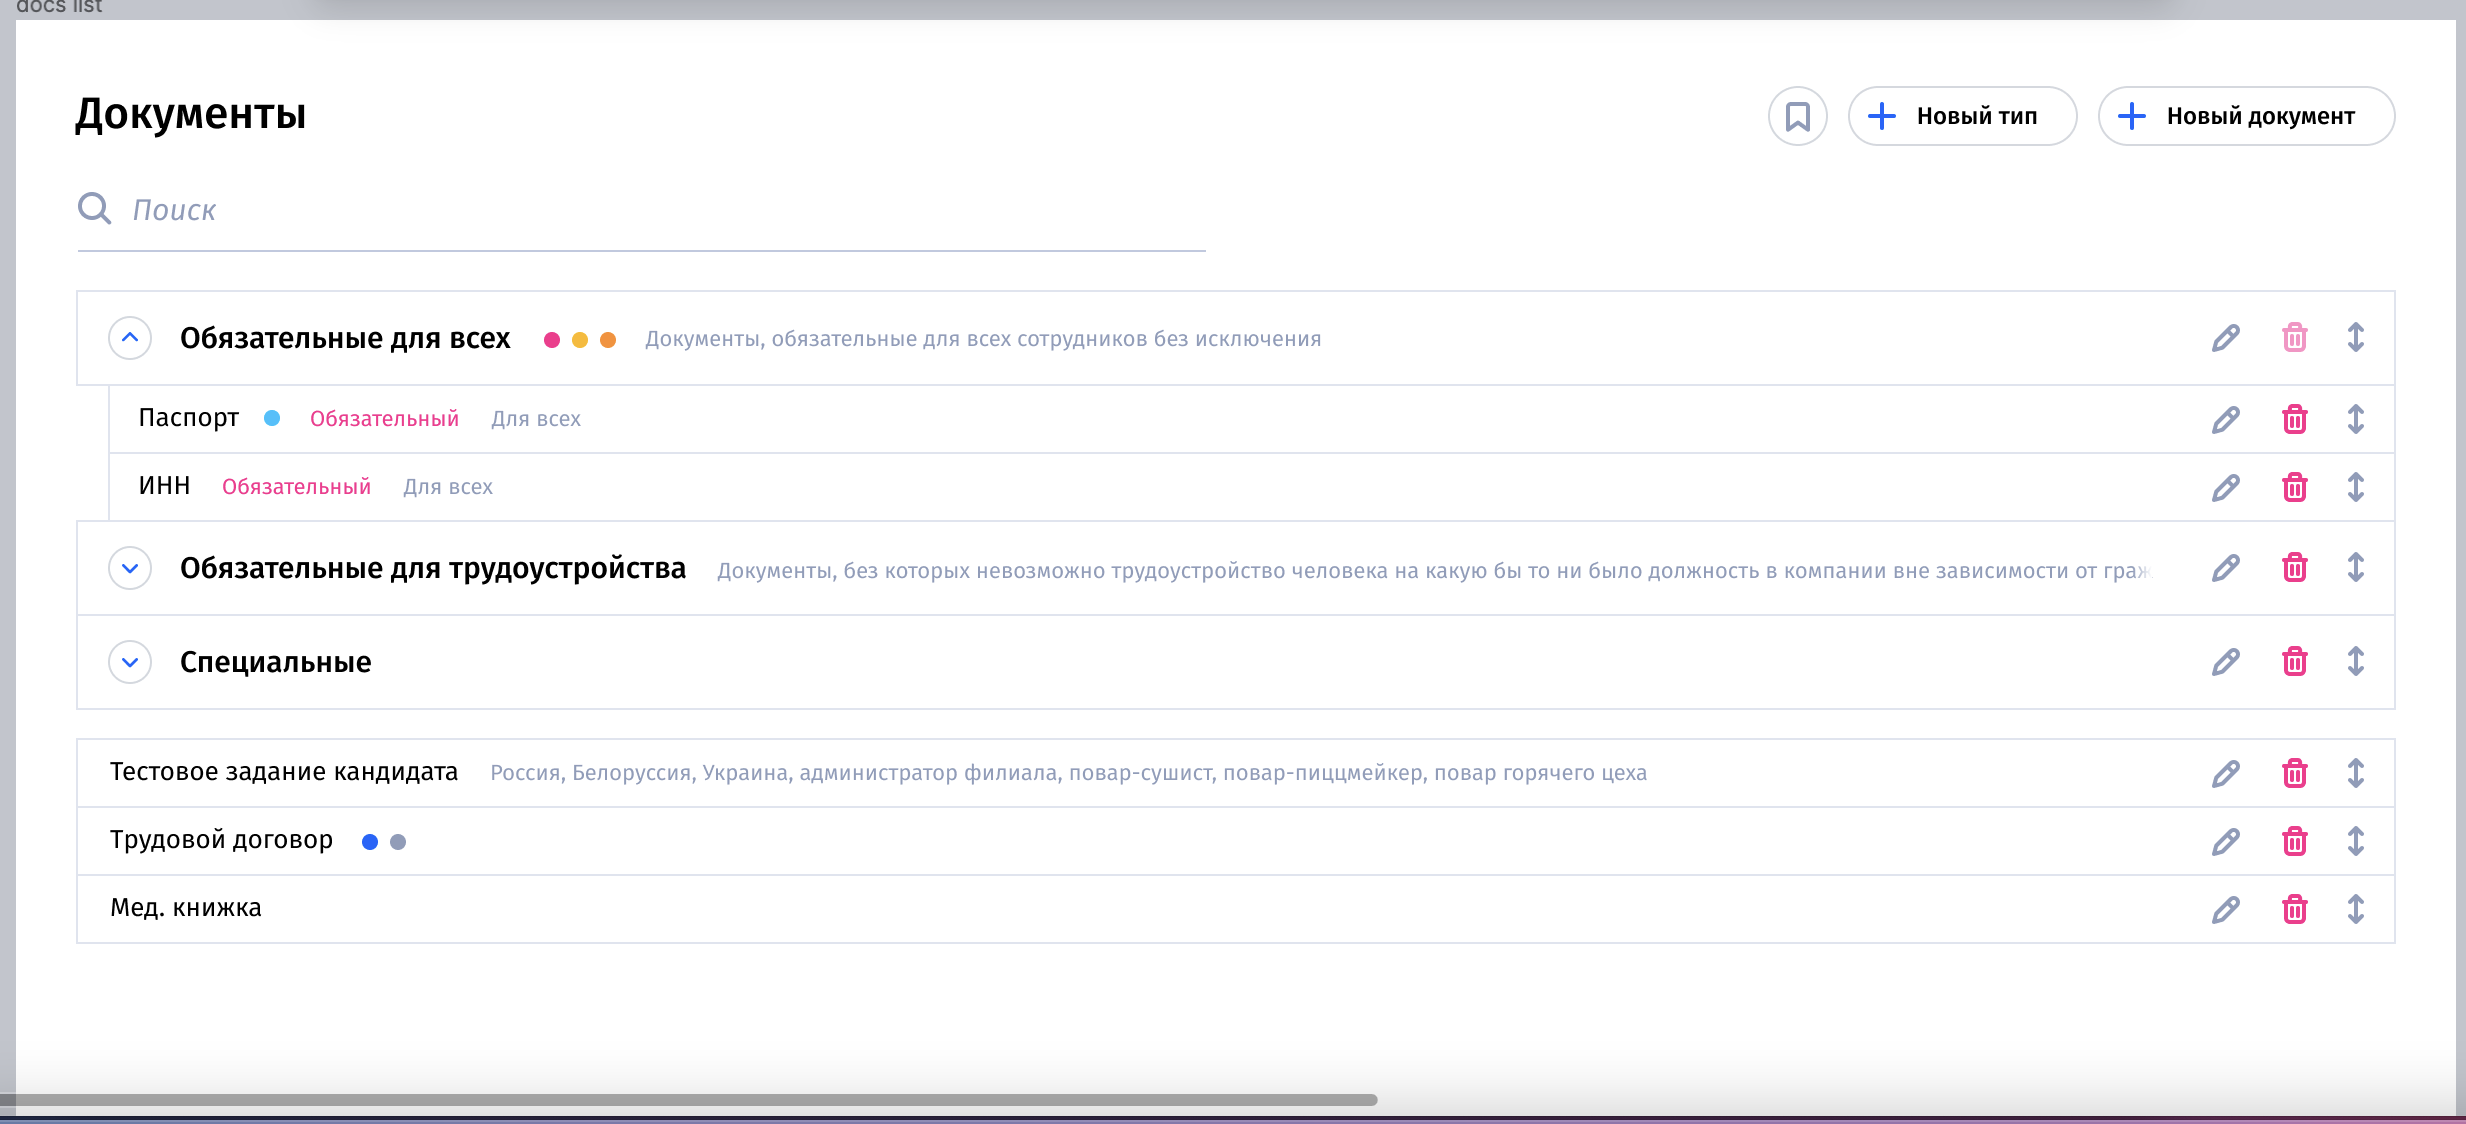 docs list
Документы
Новый тип
Новый документ
Поиск
Обязательные для всех Документы, обязательные для всех сотрудников без исключения
Паспорт Обязательный Для всех
ИНН Обязательный Для всех
Обязательные для трудоустройства Документы, без которых невозможно трудоустройство человека на какую бы то ни было должность в компании вне зависимости от граж
Специальные
Тестовое задание кандидата Россия, Белоруссия, Украина, администратор филиала, повар-сушист, повар-пиццмейкер, повар горячего цеха
Трудовой договор
Мед. книжка